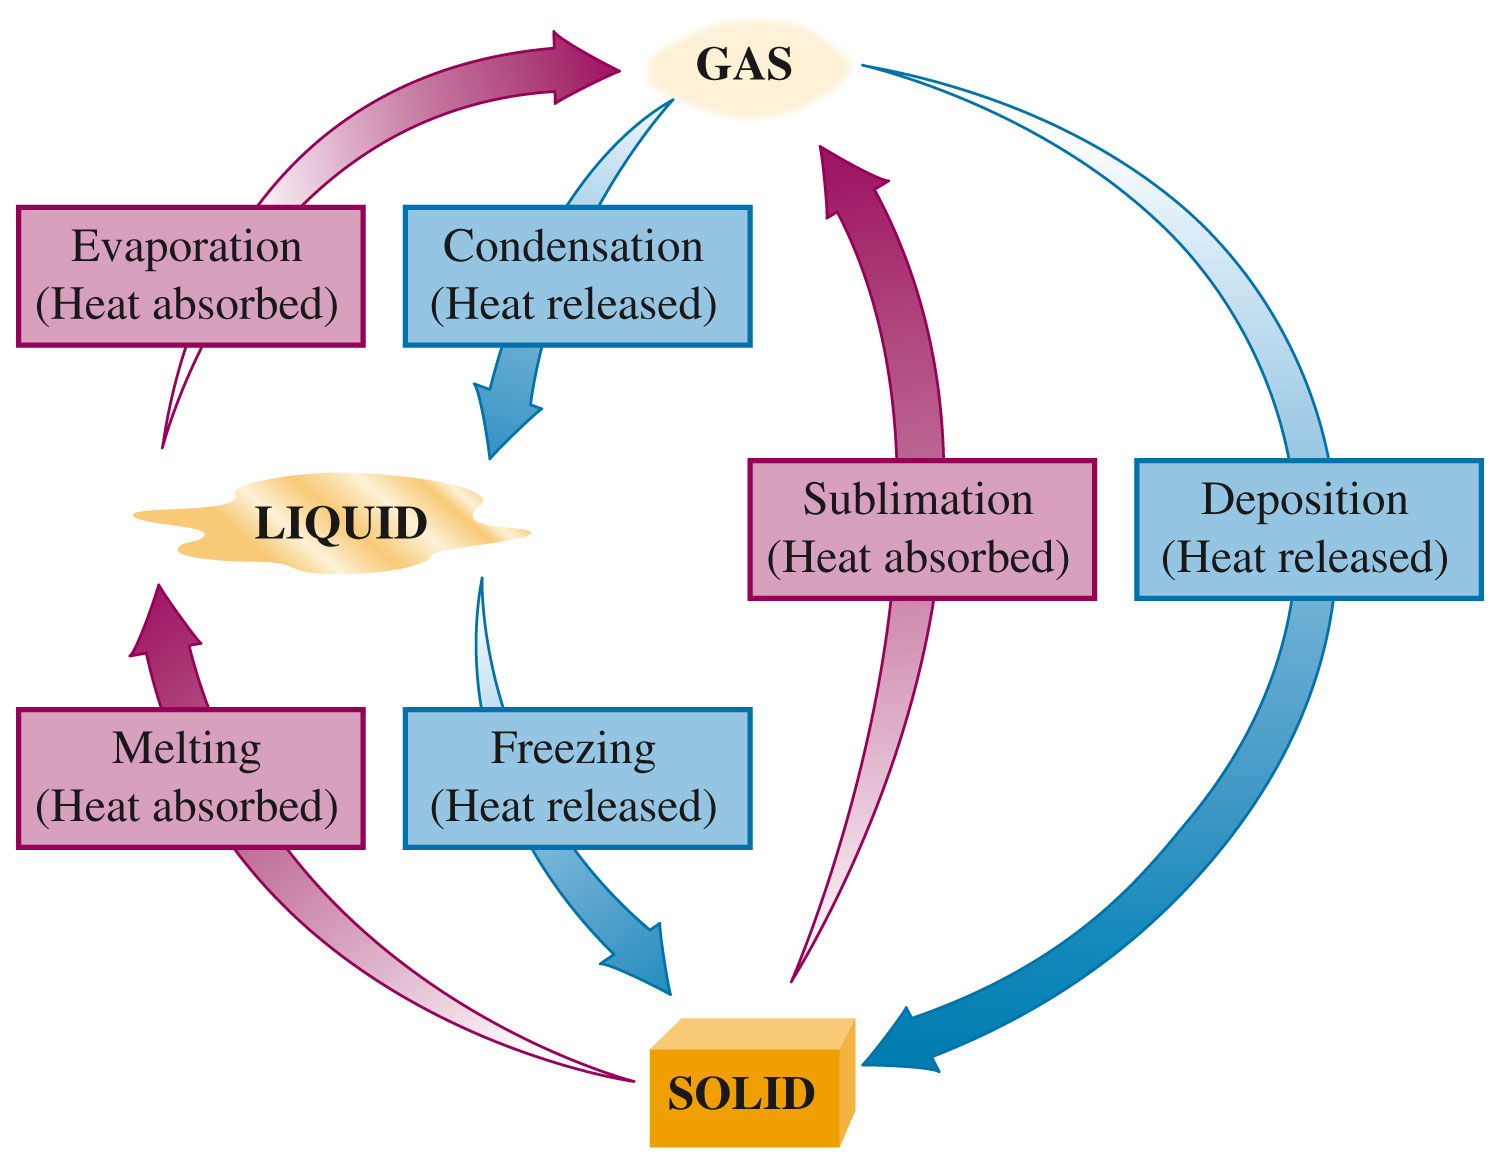 GAS
Evaporation
(Heat absorbed)
Condensation
(Heat released)
LIQUID
Sublimation
(Heat absorbed)
Deposition
(Heat released)
Melting
(Heat absorbed)
Freezing
(Heat released)
SOLID